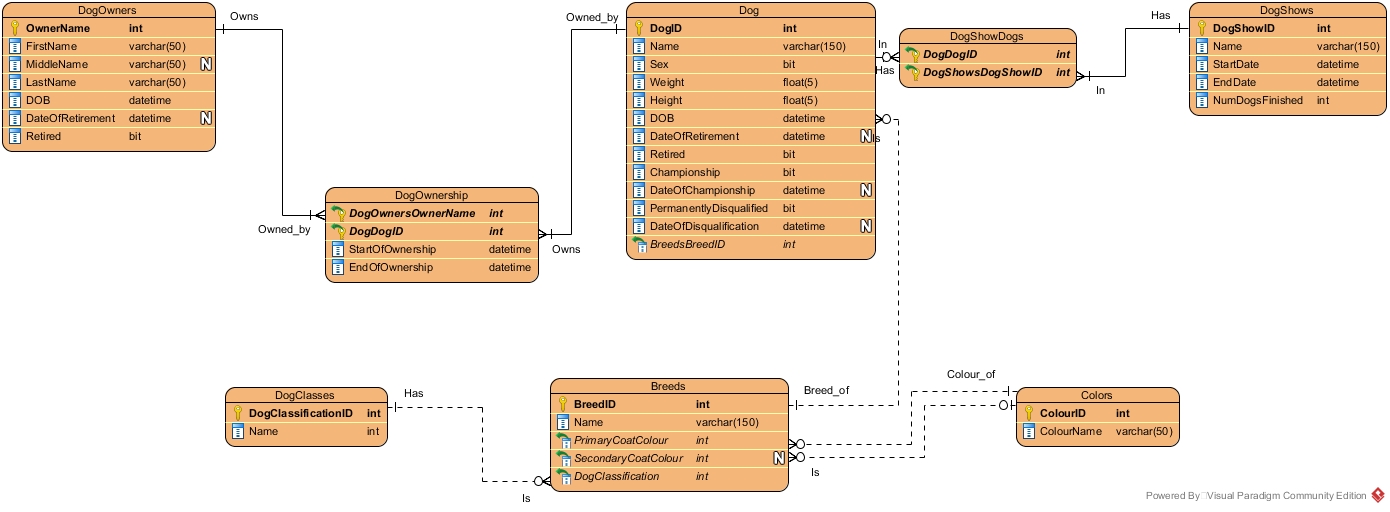 DogOwners
OwnerName int
FirstName varchar(50)
MiddleName varchar(50) N
LastName varchar(50)
DOB datetime
DateOfRetirement datetime N
Retired bit
Owns
Owned_by
DogOwnership
DogOwnersOwnerName int
DogDogID int
StartOfOwnership datetime
EndOfOwnership datetime
Owned_by
Owns
Dog
DogID int
Name varchar(150)
Sex bit
Weight float(5)
Height float(5)
DOB datetime
DateOfRetirement datetime N
Retired bit
Championship bit
DateOfChampionship datetime N
PermanentlyDisqualified bit
DateOfDisqualification datetime N
BreedsBreedID int
In
Has
Is
DogShowDogs
DogDogID int
DogShowsDogShowID int
Has
In
DogShows
DogShowID int
Name varchar(150)
StartDate datetime
EndDate datetime
NumDogsFinished int
DogClasses
DogClassificationID int
Name int
Has
Is
Breeds
BreedID int
Name varchar(150)
PrimaryCoatColour int
SecondaryCoatColour int N
DogClassification int
Breed_of
Is
Colour_of
Colors
ColourID int
ColourName varchar(50)
Powered By Visual Paradigm Community Edition